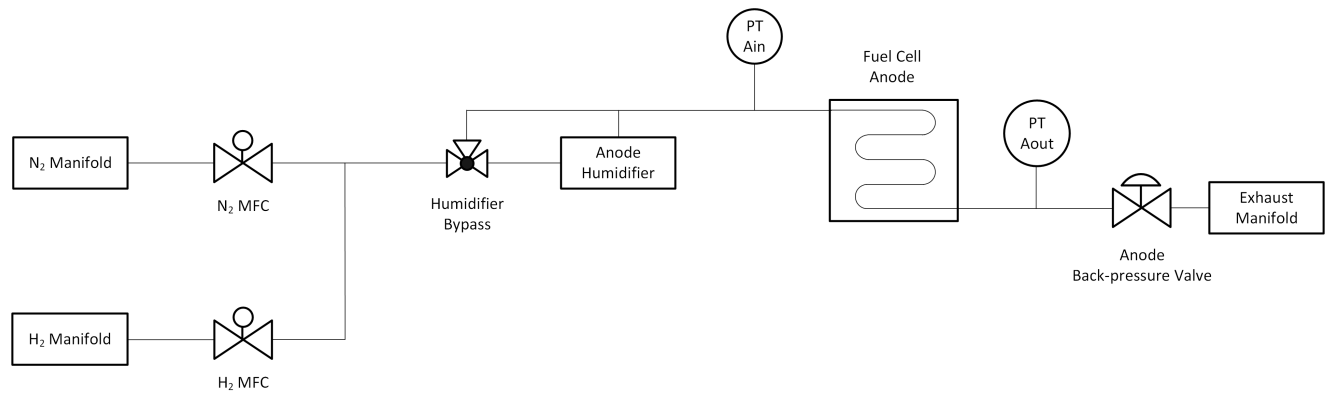 PT
Ain
Fuel Cell
Anode
PT
Aout
N₂ Manifold
N₂ MFC
Humidifier
Bypass
Anode
Humidifier
Exhaust
Manifold
Anode
Back-pressure Valve
H₂ Manifold
H₂ MFC